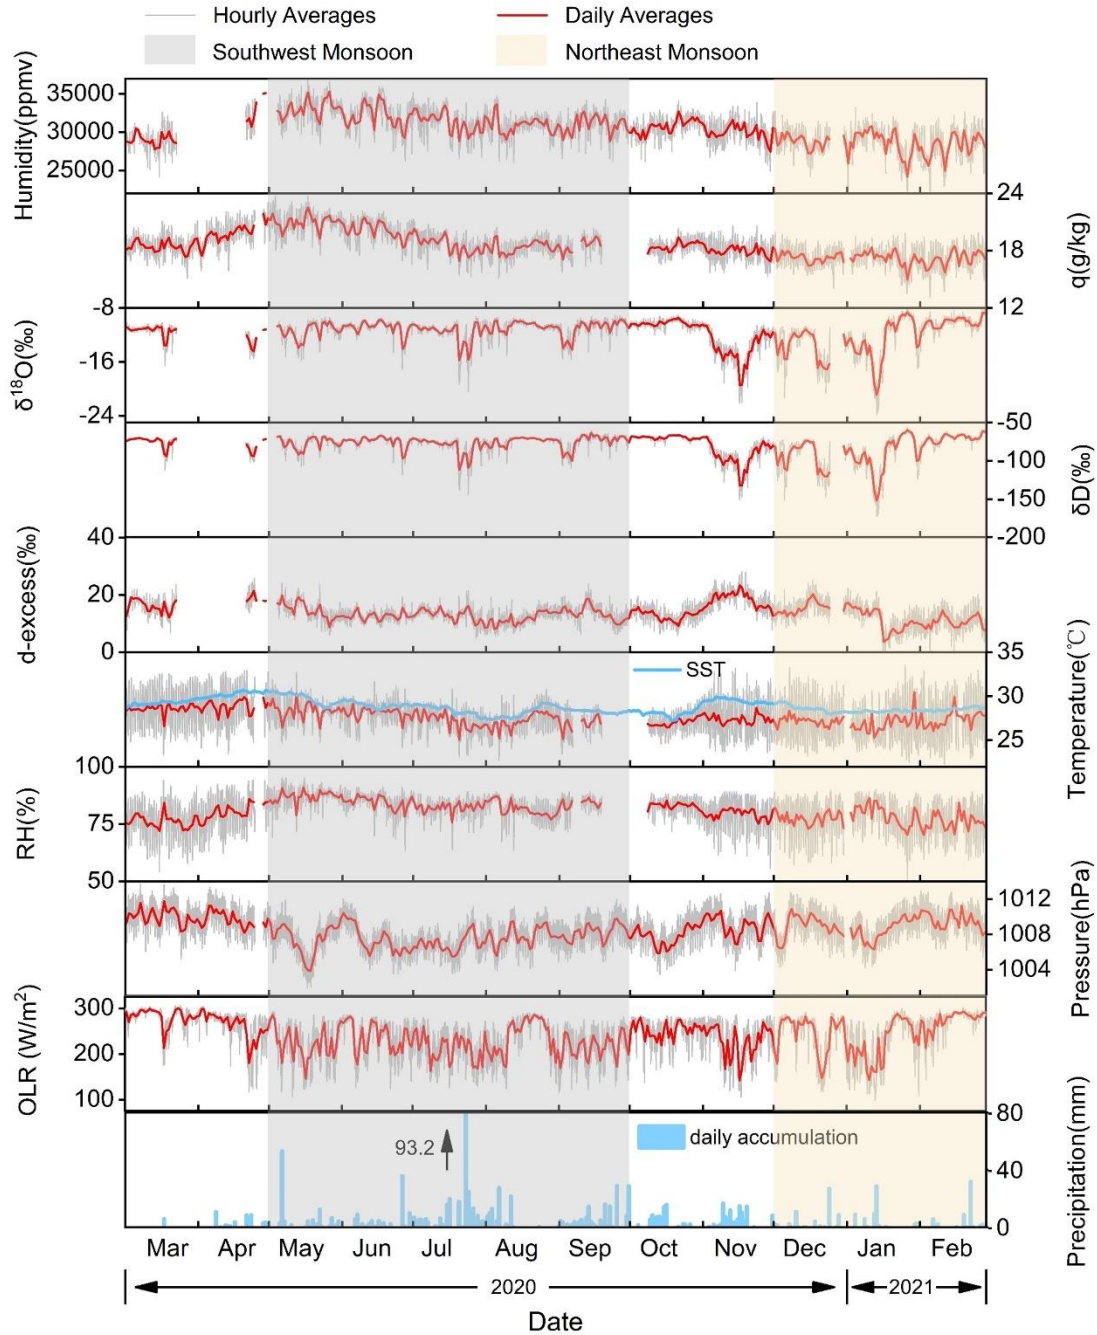 Hourly Averages
Daily Averages
Southwest Monsoon
Northeast Monsoon
Humidity(ppmv)
35000
30000
25000
q(g/kg)
24
18
12
δ¹⁸O(‰)
-8
-16
-24
δD(‰)
-50
-100
-150
-200
d-excess(‰)
40
20
0
Temperature(℃)
35
30
25
SST
RH(%)
100
75
50
Pressure(hPa)
1012
1008
1004
OLR (W/m²)
300
200
100
Precipitation(mm)
80
40
0
93.2
daily accumulation
Mar Apr May Jun Jul Aug Sep Oct Nov Dec Jan Feb
2020 2021
Date